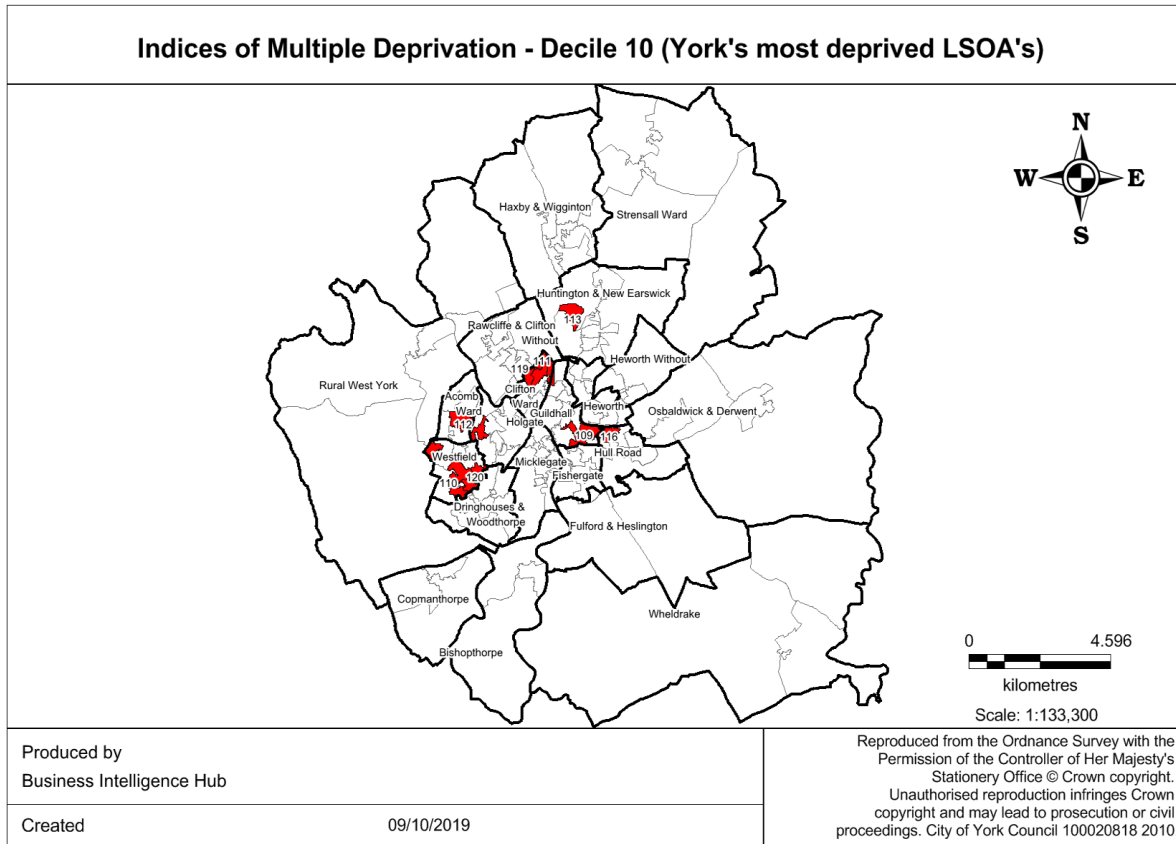 Indices of Multiple Deprivation - Decile 10 (York's most deprived LSOA's)
N
W
E
S
Haxby & Wigginton
Strensall Ward
Huntington & New Earswick
113
Rawcliffe & Clifton
Without
111
119
Heworth Without
Rural West York
Clifton
Ward
Acomb
Ward
112
Guildhall
Heworth
Holgate
Osbaldwick & Derwent
109
116
Hull Road
Westfield
Micklegate
Fishergate
110
120
Dringhouses &
Woodthorpe
Fulford & Heslington
Copmanthorpe
Wheldrake
Bishopthorpe
0
4.596
kilometres
Scale: 1:133,300
Produced by
Business Intelligence Hub
Created
09/10/2019
Reproduced from the Ordnance Survey with the
Permission of the Controller of Her Majesty's
Stationery Office © Crown copyright.
Unauthorised reproduction infringes Crown
copyright and may lead to prosecution or civil
proceedings. City of York Council 100020818 2010